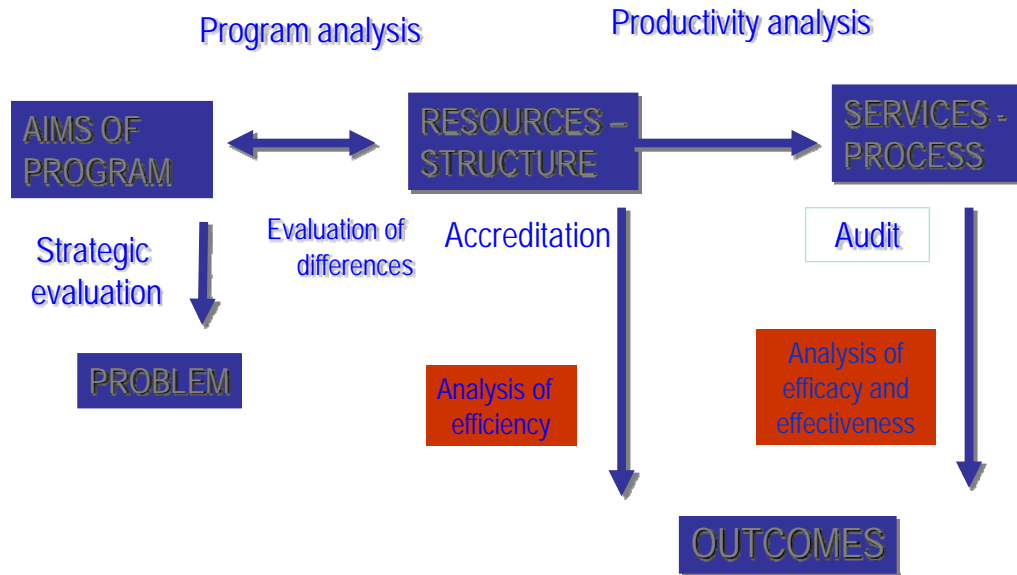 Program analysis
Productivity analysis
AIMS OF
PROGRAM
RESOURCES –
STRUCTURE
SERVICES -
PROCESS
Strategic
evaluation
Evaluation of
differences
Accreditation
Audit
PROBLEM
Analysis of
efficiency
Analysis of
efficacy and
effectiveness
OUTCOMES